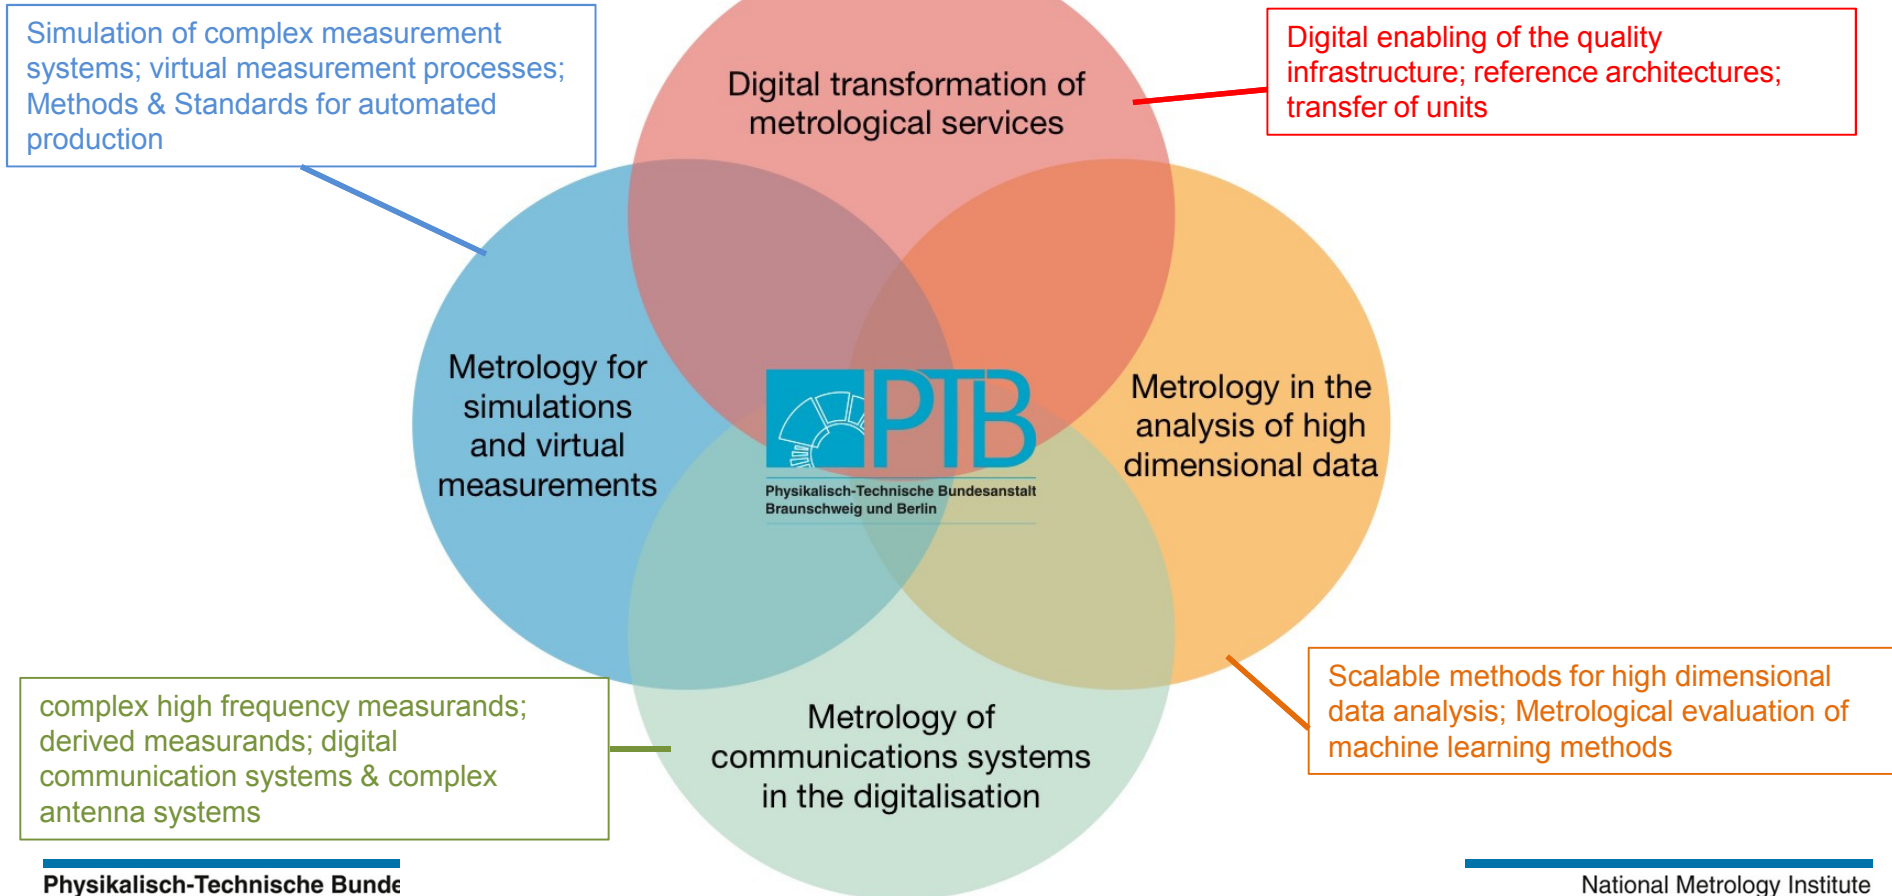 Simulation of complex measurement
systems; virtual measurement processes;
Methods & Standards for automated
production
Digital transformation of
metrological services
Digital enabling of the quality
infrastructure; reference architectures;
transfer of units
Metrology for
simulations
and virtual
measurements
PTB
Physikalisch-Technische Bundesanstalt
Braunschweig und Berlin
Metrology in the
analysis of high
dimensional data
complex high frequency measurands;
derived measurands; digital
communication systems & complex
antenna systems
Metrology of
communications systems
in the digitalisation
Scalable methods for high dimensional
data analysis; Metrological evaluation of
machine learning methods
Physikalisch-Technische Bunde
National Metrology Institute